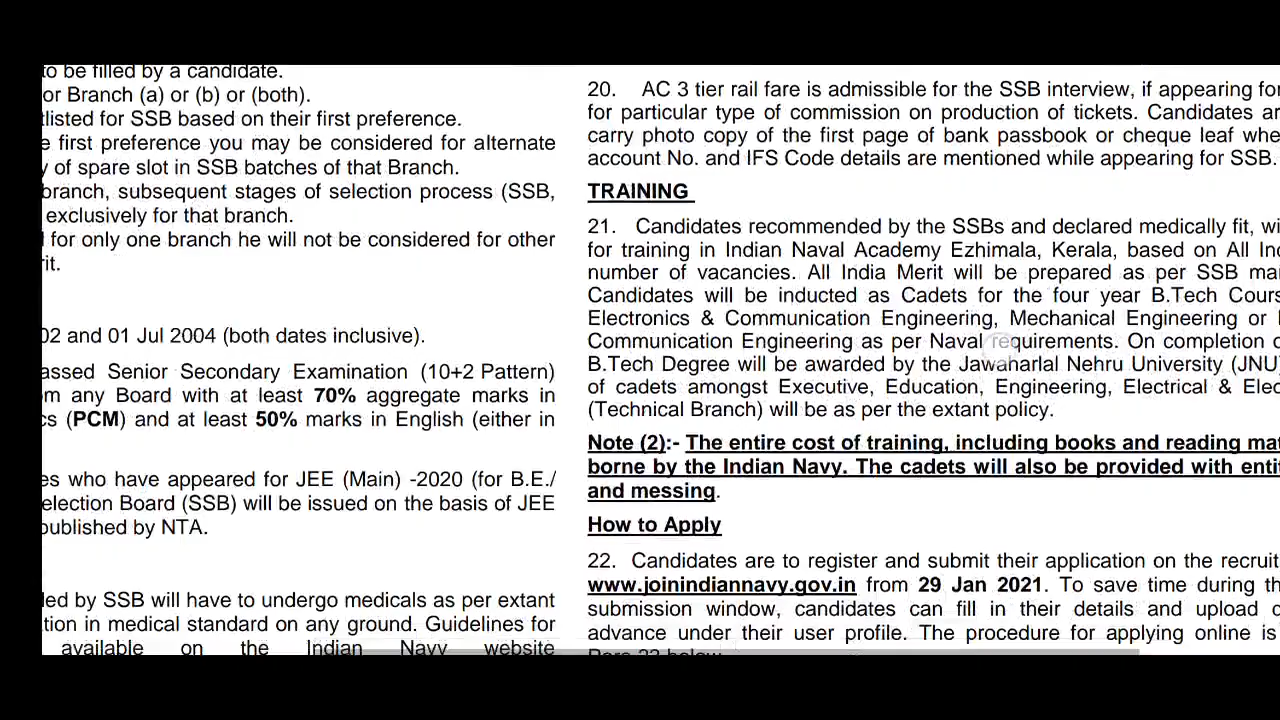 to be filled by a candidate.
or Branch (a) or (b) or (both).
tlisted for SSB based on their first preference.
e first preference you may be considered for alternate
y of spare slot in SSB batches of that Branch.
branch, subsequent stages of selection process (SSB,
exclusively for that branch.
for only one branch he will not be considered for other
rit.
02 and 01 Jul 2004 (both dates inclusive).
assed Senior Secondary Examination (10+2 Pattern)
om any Board with at least 70% aggregate marks in
cs (PCM) and at least 50% marks in English (either in
es who have appeared for JEE (Main) -2020 (for B.E./
election Board (SSB) will be issued on the basis of JEE
published by NTA.
ded by SSB will have to undergo medicals as per extant
tion in medical standard on any ground. Guidelines for
available on the Indian Navy website
20. AC 3 tier rail fare is admissible for the SSB interview, if appearing for
for particular type of commission on production of tickets. Candidates ar
carry photo copy of the first page of bank passbook or cheque leaf whe
account No. and IFS Code details are mentioned while appearing for SSB.
TRAINING
21. Candidates recommended by the SSBs and declared medically fit, wi
for training in Indian Naval Academy Ezhimala, Kerala, based on All Ind
number of vacancies. All India Merit will be prepared as per SSB mar
Candidates will be inducted as Cadets for the four year B.Tech Cours
Electronics & Communication Engineering, Mechanical Engineering or
Communication Engineering as per Naval requirements. On completion o
B.Tech Degree will be awarded by the Jawaharlal Nehru University (JNU)
of cadets amongst Executive, Education, Engineering, Electrical & Elec
(Technical Branch) will be as per the extant policy.
Note (2):- The entire cost of training, including books and reading mat
borne by the Indian Navy. The cadets will also be provided with entit
and messing.
How to Apply
22. Candidates are to register and submit their application on the recruit
www.joinindiannavy.gov.in from 29 Jan 2021. To save time during th
submission window, candidates can fill in their details and upload d
advance under their user profile. The procedure for applying online is
Para 23 below